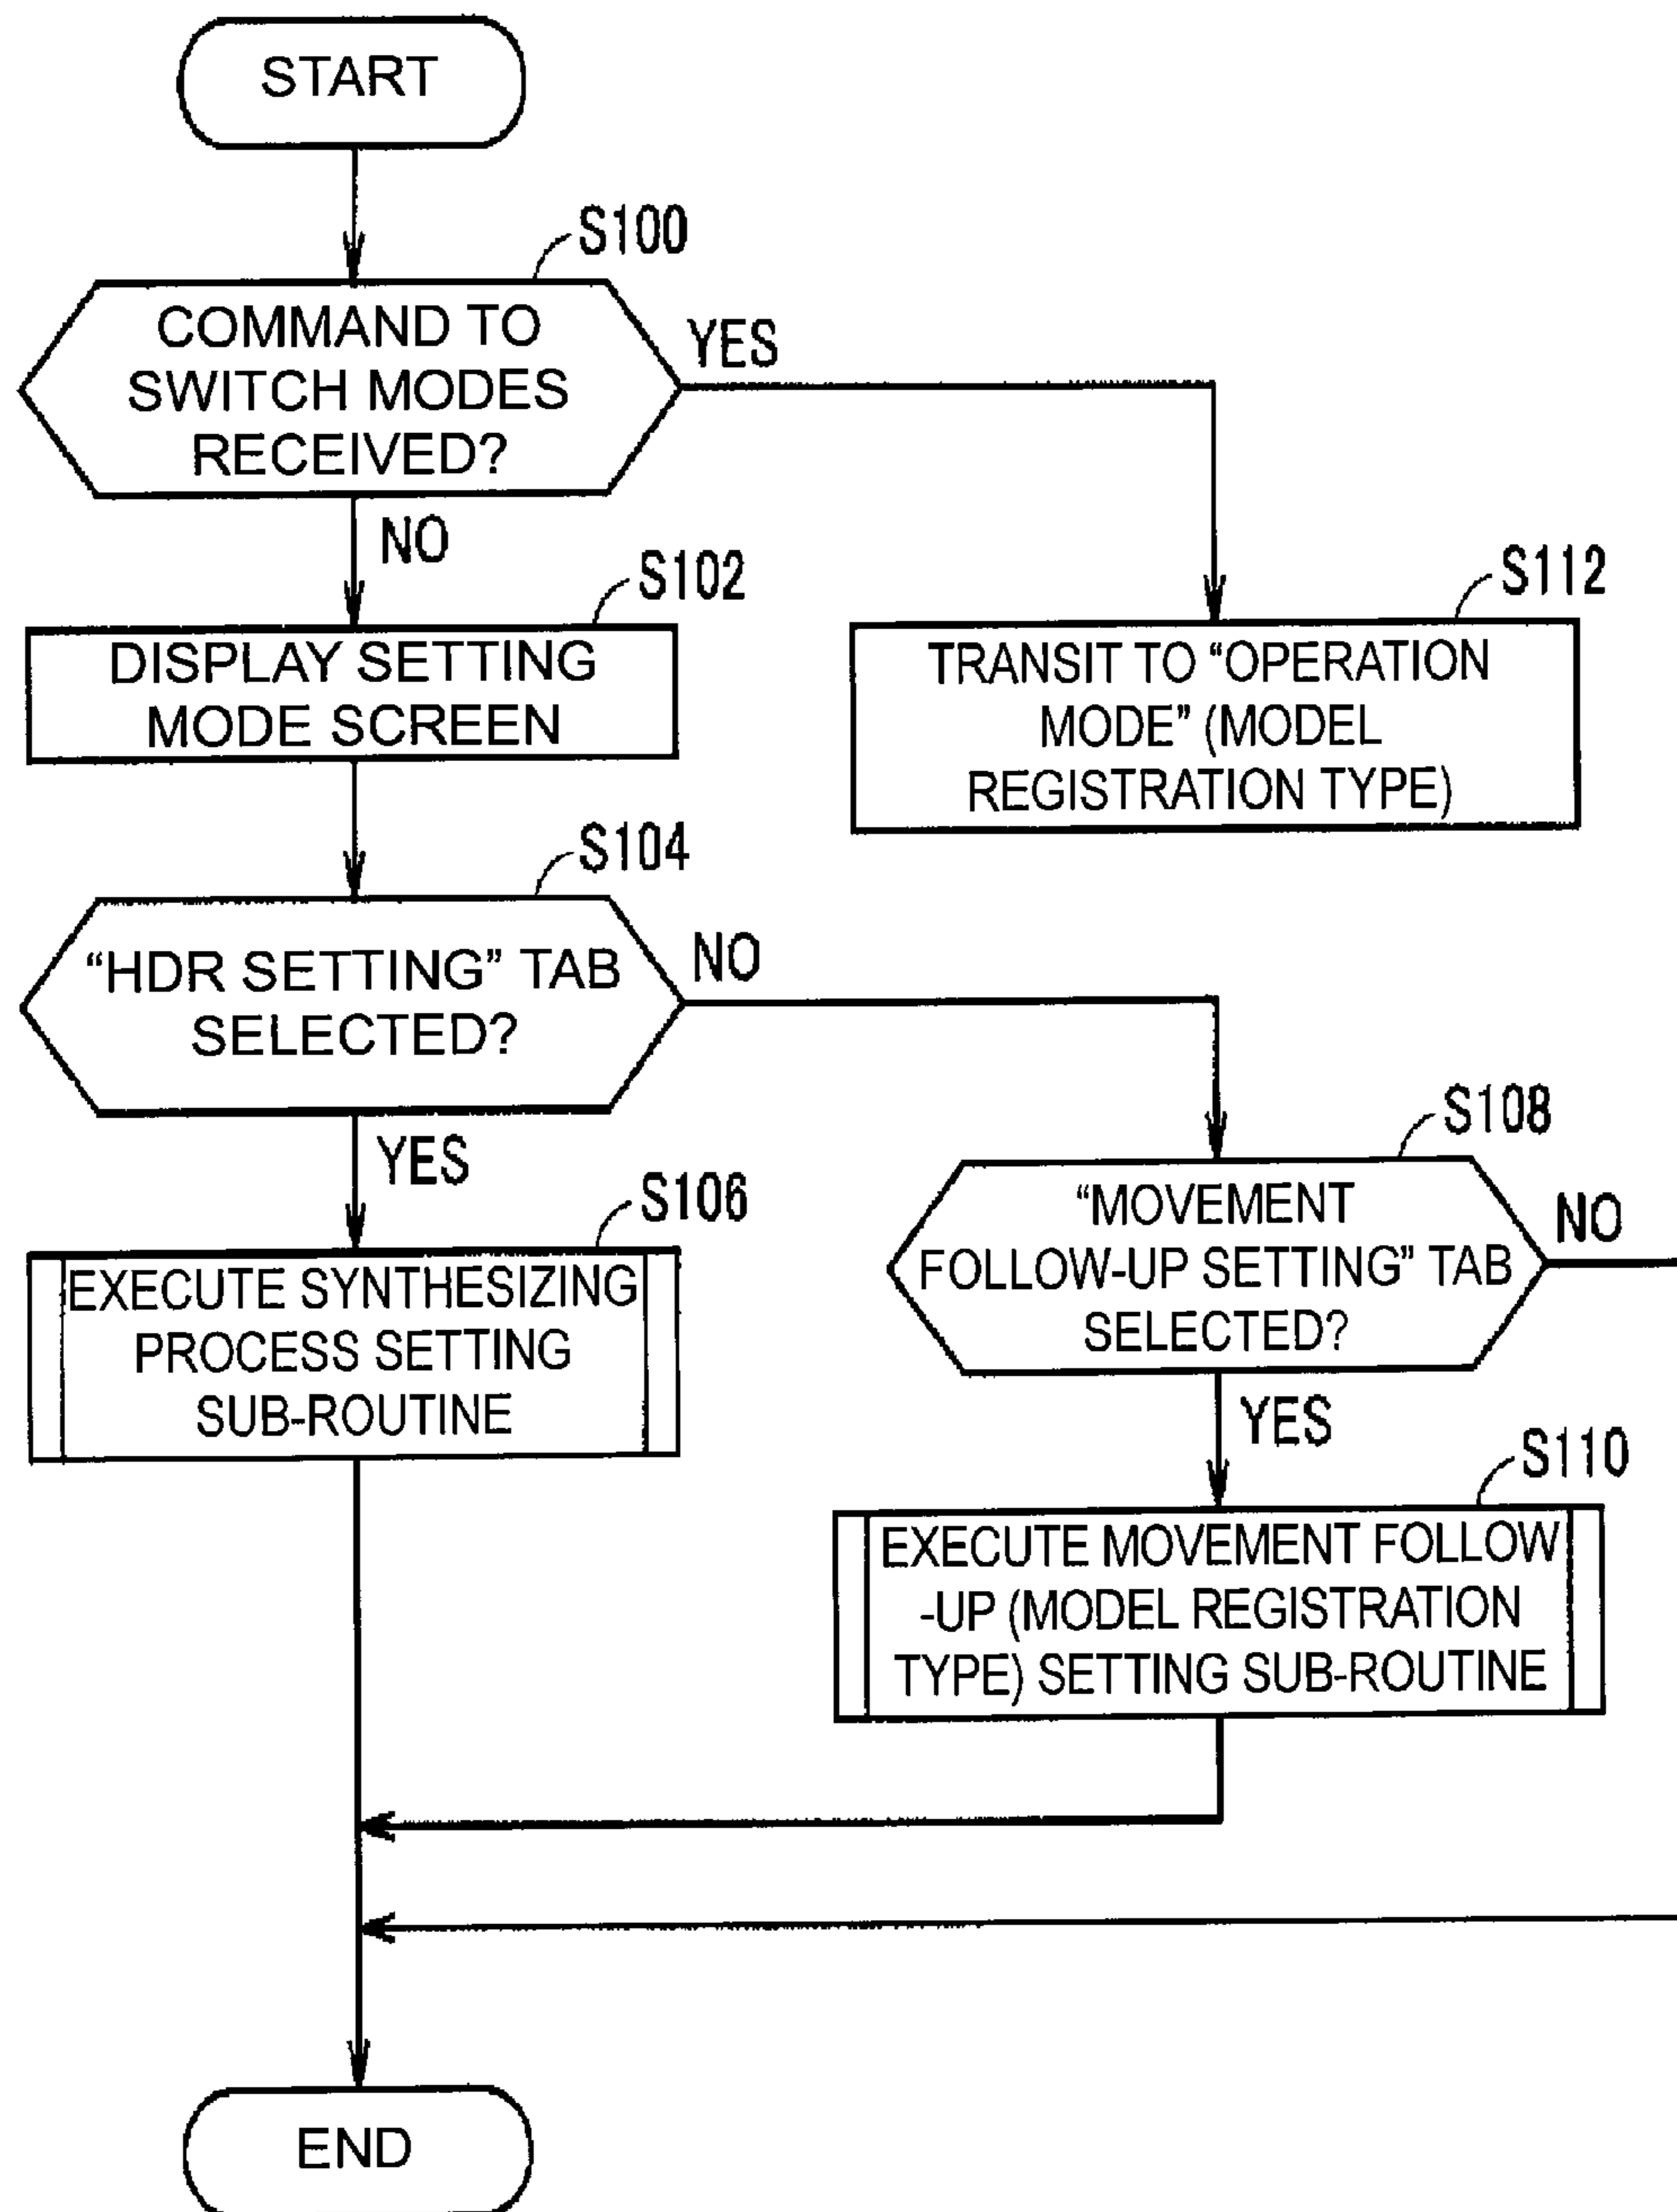 START
S100
COMMAND TO
SWITCH MODES
RECEIVED?
YES
NO
S102
DISPLAY SETTING
MODE SCREEN
S112
TRANSIT TO “OPERATION
MODE” (MODEL
REGISTRATION TYPE)
S104
“HDR SETTING” TAB
SELECTED?
NO
YES
S106
EXECUTE SYNTHESIZING
PROCESS SETTING
SUB-ROUTINE
S108
“MOVEMENT
FOLLOW-UP SETTING” TAB
SELECTED?
NO
YES
S110
EXECUTE MOVEMENT FOLLOW
-UP (MODEL REGISTRATION
TYPE) SETTING SUB-ROUTINE
END